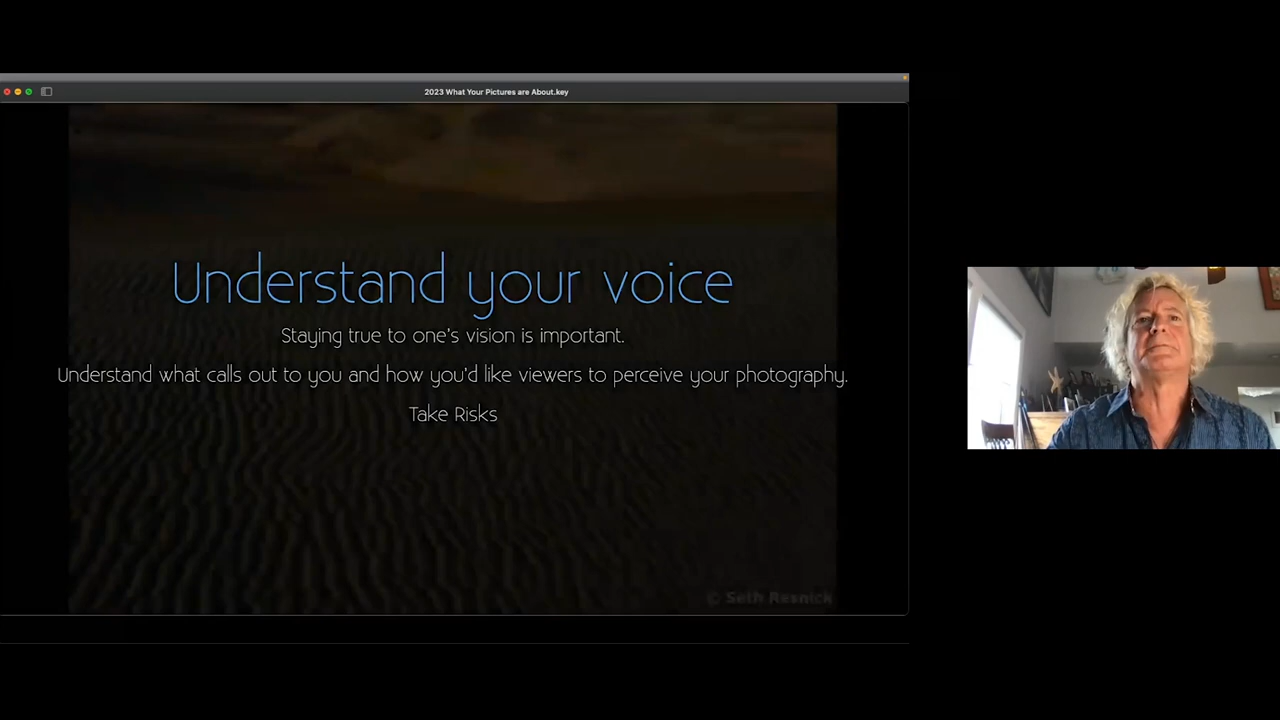 2023 What Your Pictures are About.key
Understand your voice
Staying true to one's vision is important.
Understand what calls out to you and how you'd like viewers to perceive your photography.
Take Risks
© Seth Resnick